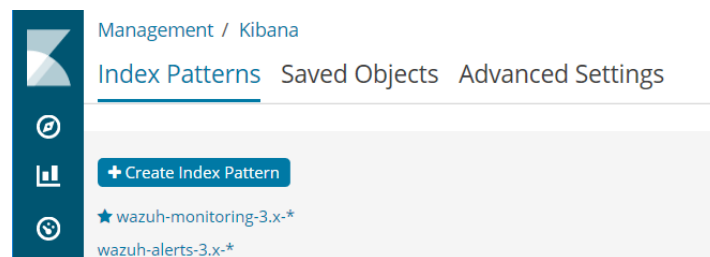 Management / Kibana
Index Patterns Saved Objects Advanced Settings
+ Create Index Pattern
★ wazuh-monitoring-3.x-*
wazuh-alerts-3.x-*